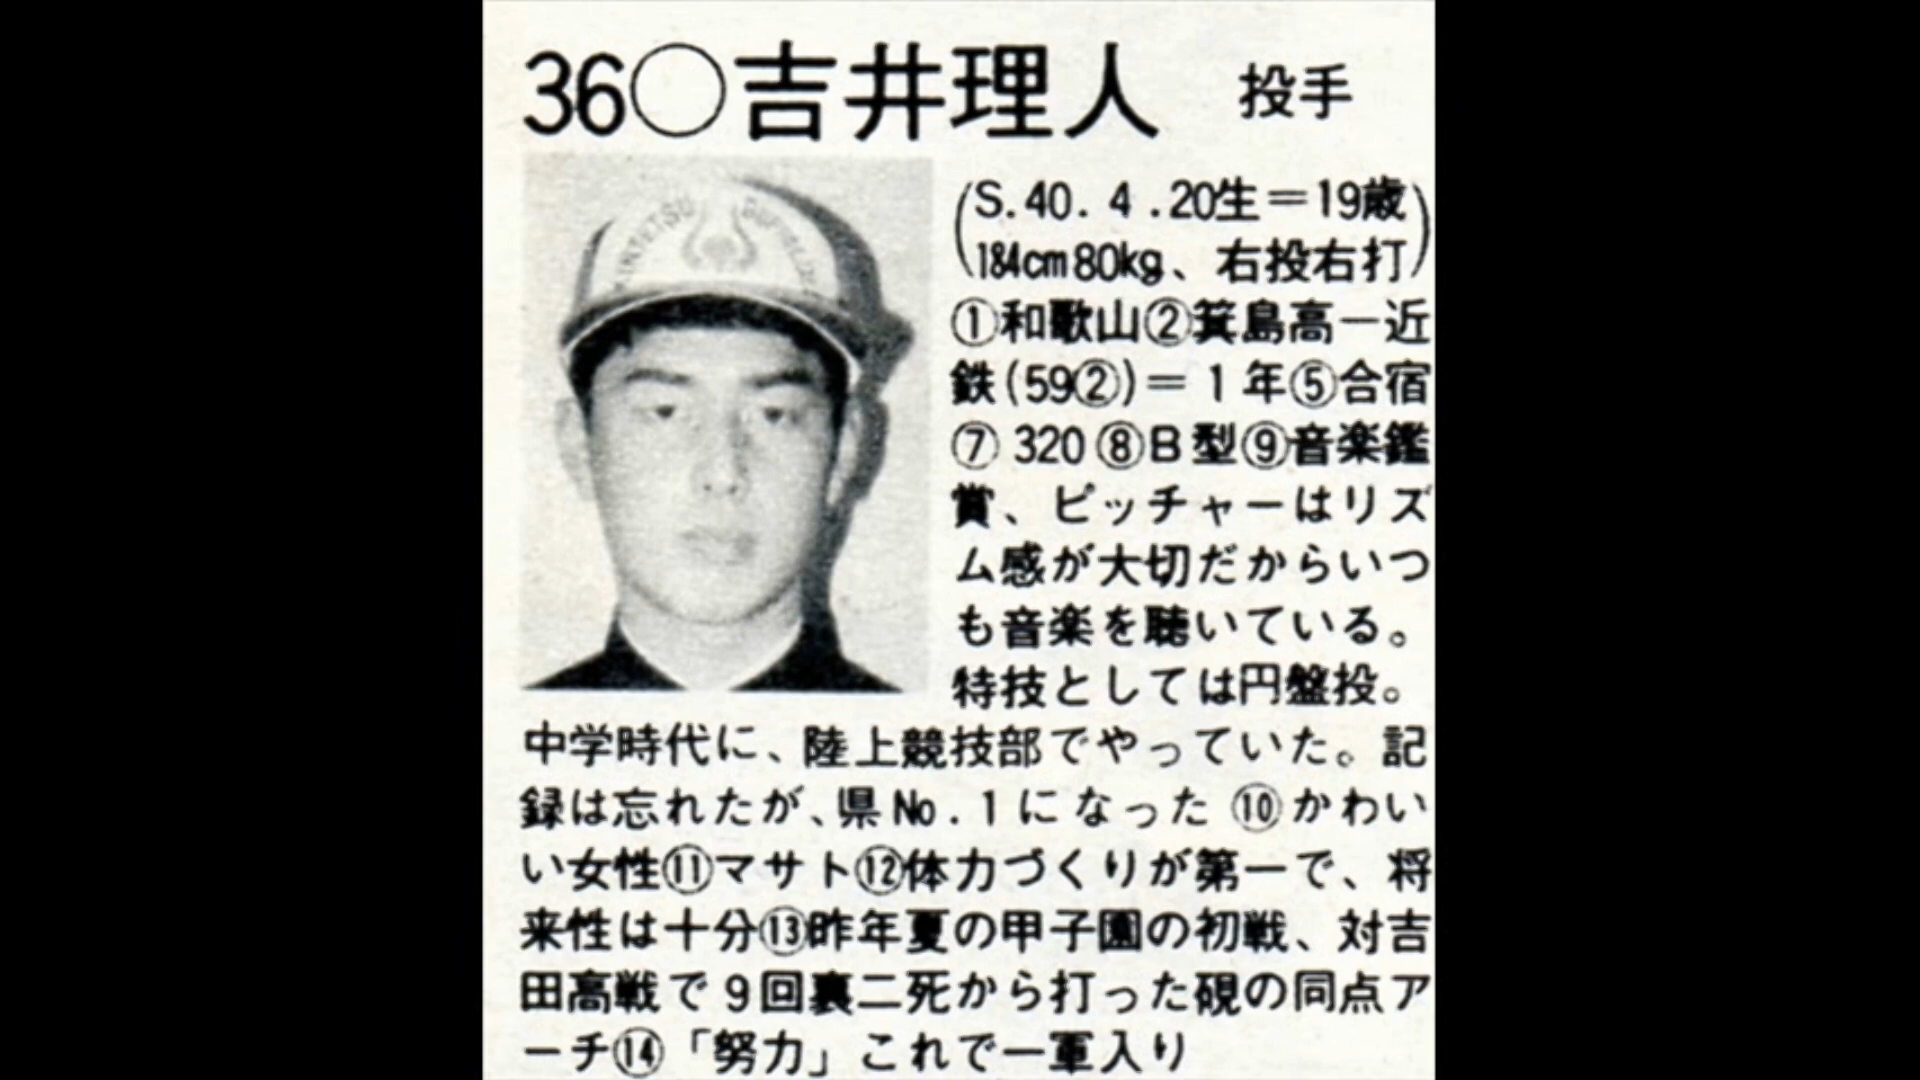 36○吉井理人 投手
(S.40.4.20生＝19歳
184cm80kg、右投右打)
①和歌山②箕島高—近
鉄(59②)＝1年⑤合宿
⑦320⑧B型⑨音楽鑑
賞、ピッチャーはリズ
ム感が大切だからいつ
も音楽を聴いている。
特技としては円盤投。
中学時代に、陸上競技部でやっていた。記
録は忘れたが、県No.1になった⑩かわい
い女性⑪マサト⑫体力づくりが第一で、将
来性は十分⑬昨年夏の甲子園の初戦、対吉
田高戦で9回裏二死から打った硯の同点ア
ーチ⑭「努力」これで一軍入り
KINTETSU